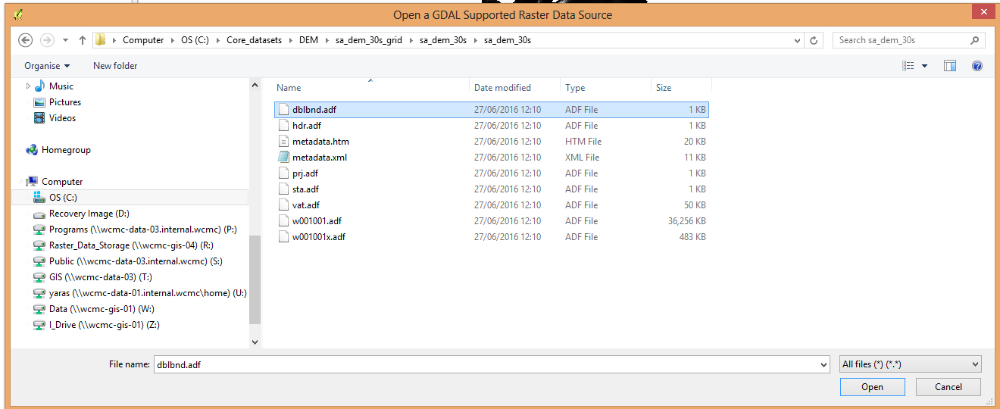 Open a GDAL Supported Raster Data Source
Computer OS (C:) Core_datasets DEM sa_dem_30s_grid sa_dem_30s sa_dem_30s
Search sa_dem_30s
Organise New folder
Music
Pictures
Videos
Homegroup
Computer
OS (C:)
Recovery Image (D:)
Programs (\\wcmc-data-03.internal.wcmc) (P:)
Raster_Data_Storage (\\wcmc-gis-04) (R:)
Public (\\wcmc-data-03.internal.wcmc) (S:)
GIS (\\wcmc-data-03) (T:)
yaras (\\wcmc-data-01.internal.wcmc\home) (U:)
Data (\\wcmc-gis-01) (W:)
I_Drive (\\wcmc-gis-01) (Z:)
Name Date modified Type Size
dblbnd.adf 27/06/2016 12:10 ADF File 1 KB
hdr.adf 27/06/2016 12:10 ADF File 1 KB
metadata.htm 27/06/2016 12:10 HTM File 20 KB
metadata.xml 27/06/2016 12:10 XML File 11 KB
prj.adf 27/06/2016 12:10 ADF File 1 KB
sta.adf 27/06/2016 12:10 ADF File 1 KB
vat.adf 27/06/2016 12:10 ADF File 50 KB
w001001.adf 27/06/2016 12:10 ADF File 36,256 KB
w001001x.adf 27/06/2016 12:10 ADF File 483 KB
File name: dblbnd.adf
All files (*) (*.*)
Open Cancel